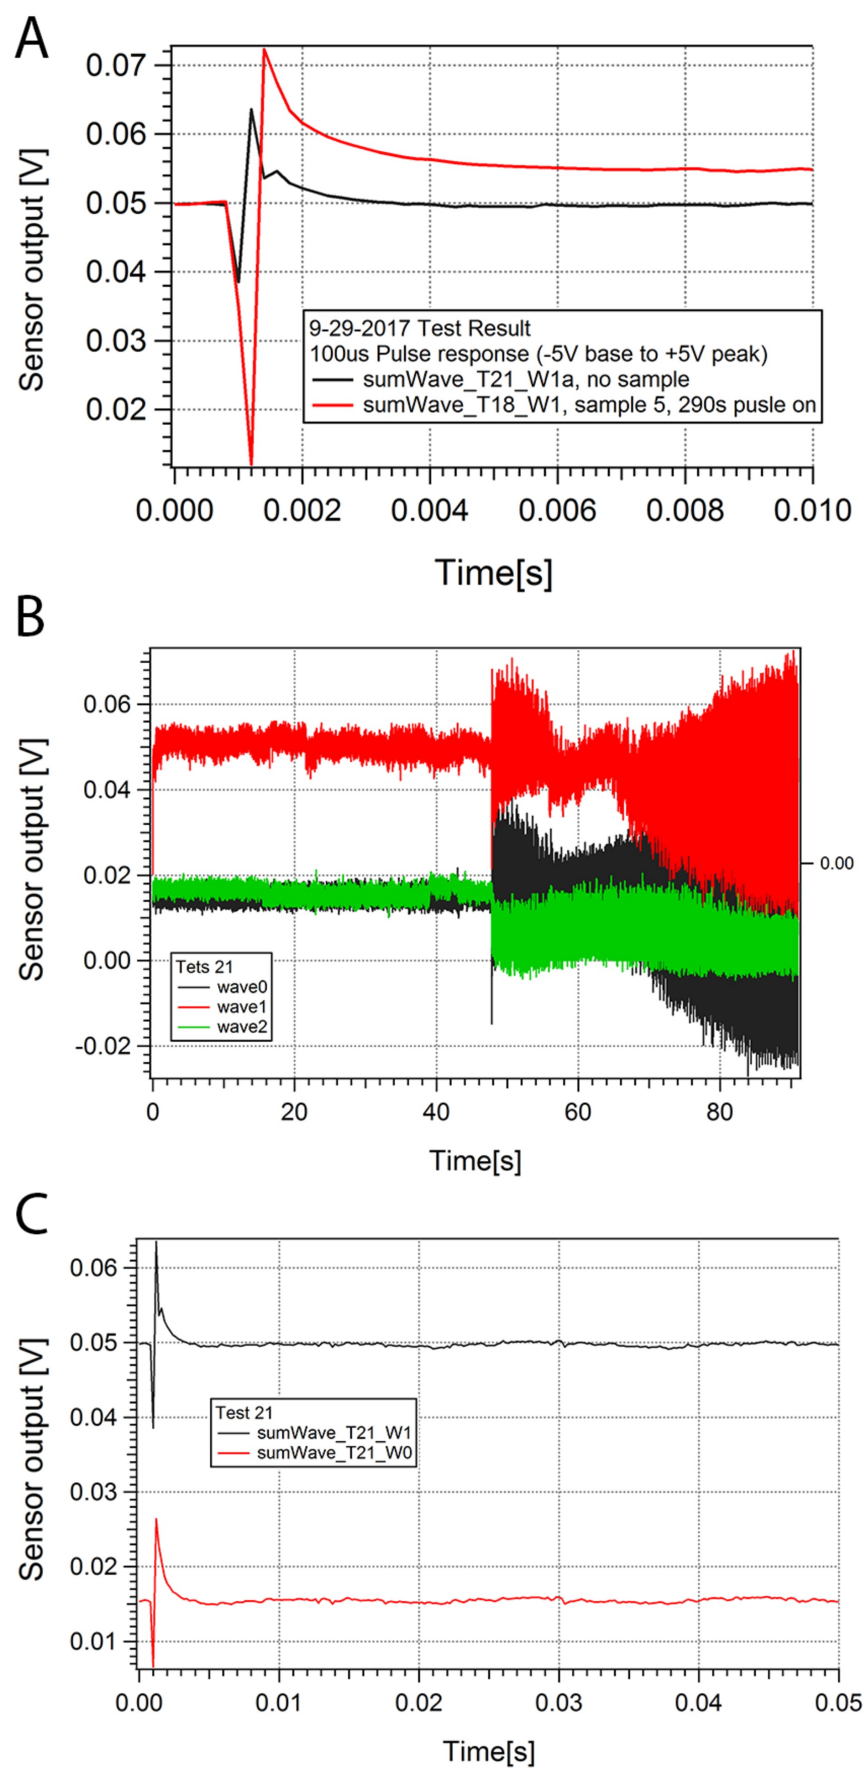 A
Sensor output [V]
0.07
0.06
0.05
0.04
0.03
0.02
9-29-2017 Test Result
100us Pulse response (-5V base to +5V peak)
sumWave_T21_W1a, no sample
sumWave_T18_W1, sample 5, 290s pusle on
0.000 0.002 0.004 0.006 0.008 0.010
Time[s]
B
Sensor output [V]
0.06
0.04
0.02
0.00
-0.02
0.00
Tets 21
wave0
wave1
wave2
0 20 40 60 80
Time[s]
C
Sensor output [V]
0.06
0.05
0.04
0.03
0.02
0.01
Test 21
sumWave_T21_W1
sumWave_T21_W0
0.00 0.01 0.02 0.03 0.04 0.05
Time[s]